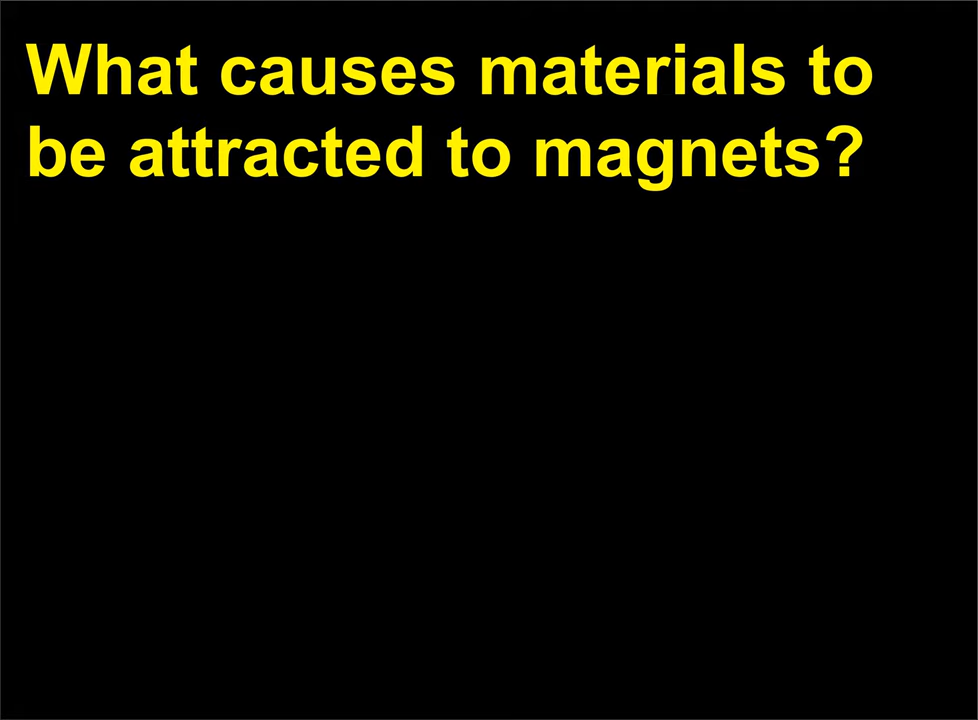 What causes materials to
be attracted to magnets?